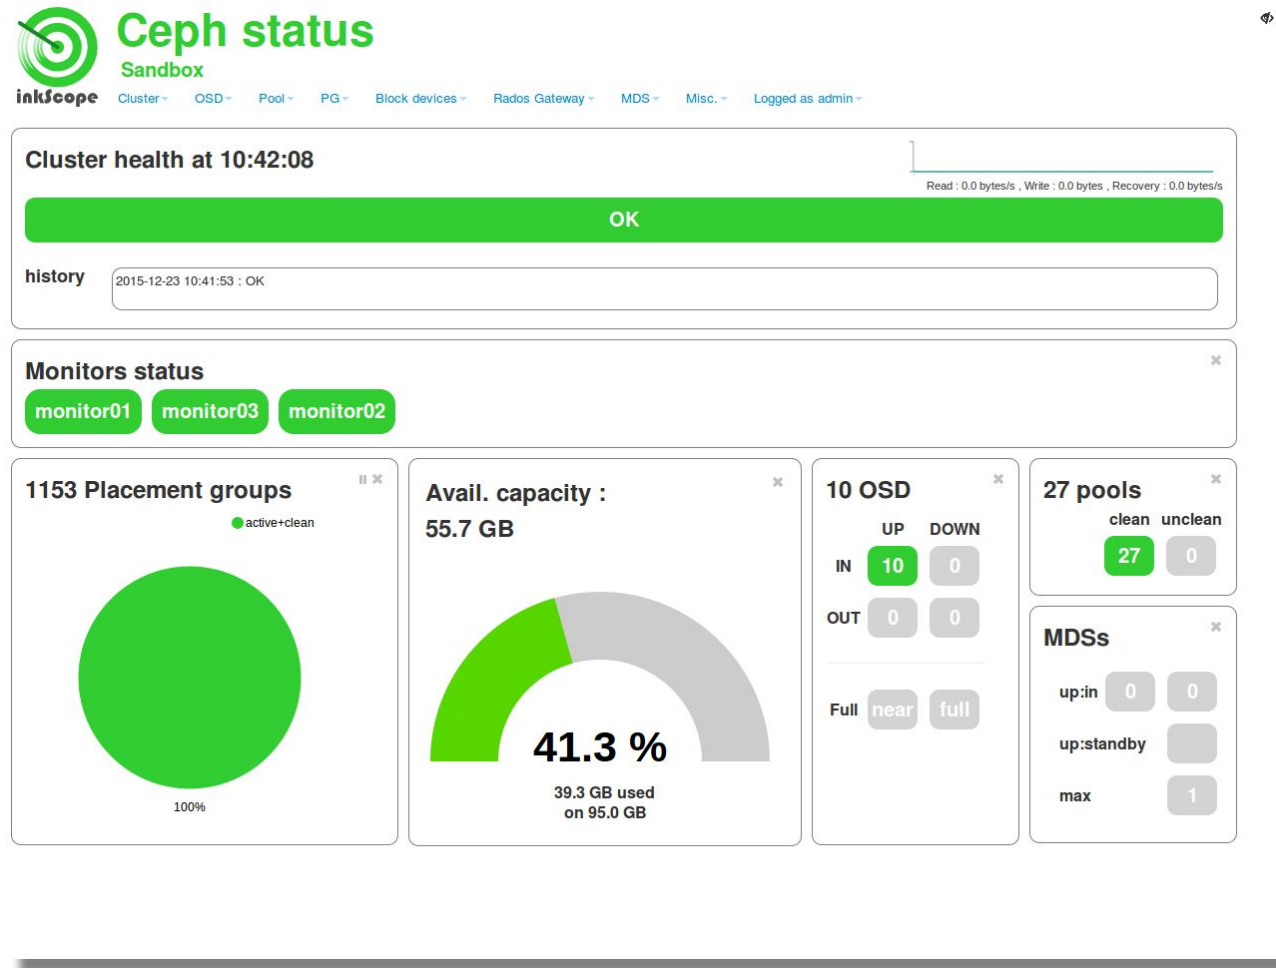 Ceph status
Sandbox
inkScope
Cluster OSD Pool PG Block devices Rados Gateway MDS Misc. Logged as admin
Cluster health at 10:42:08
Read : 0.0 bytes/s , Write : 0.0 bytes , Recovery : 0.0 bytes/s
OK
history
2015-12-23 10:41:53 : OK
Monitors status
monitor01 monitor03 monitor02
1153 Placement groups
active+clean
100%
Avail. capacity :
55.7 GB
41.3 %
39.3 GB used
on 95.0 GB
10 OSD
UP DOWN
IN 10 0
OUT 0 0
Full near full
27 pools
clean unclean
27 0
MDSs
up:in 0 0
up:standby
max 1